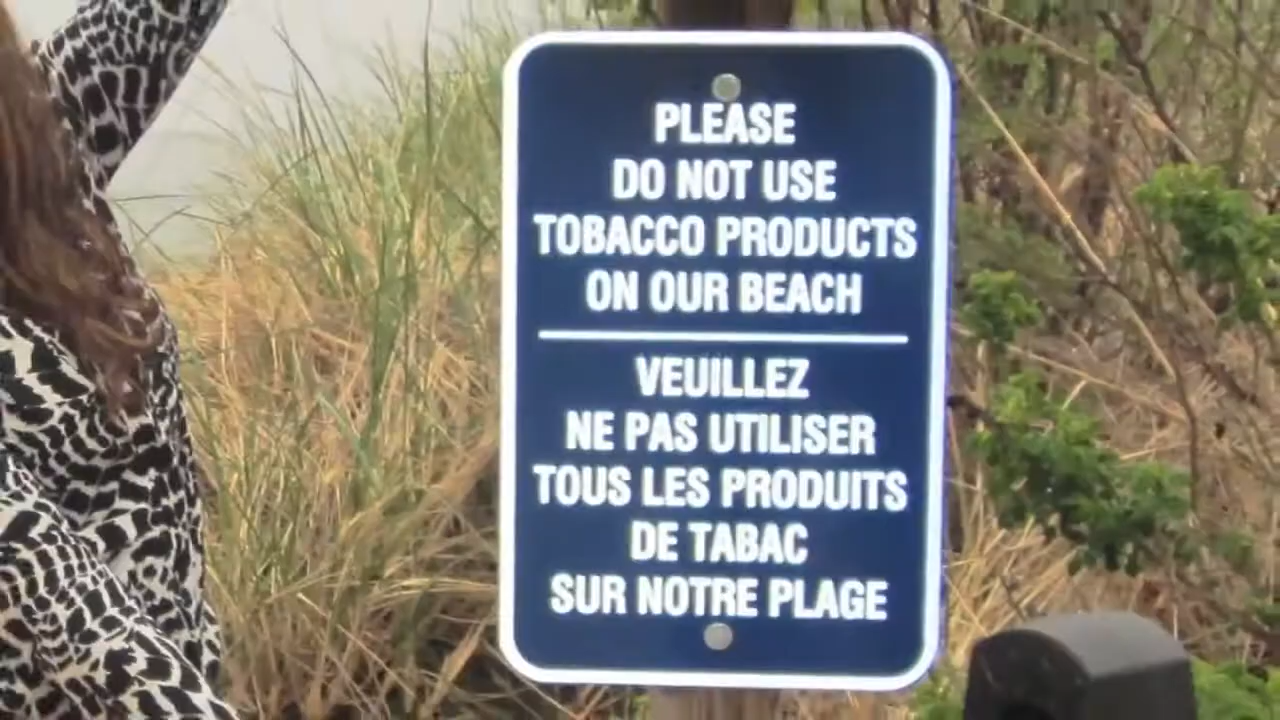 PLEASE
DO NOT USE
TOBACCO PRODUCTS
ON OUR BEACH
VEUILLEZ
NE PAS UTILISER
TOUS LES PRODUITS
DE TABAC
SUR NOTRE PLAGE